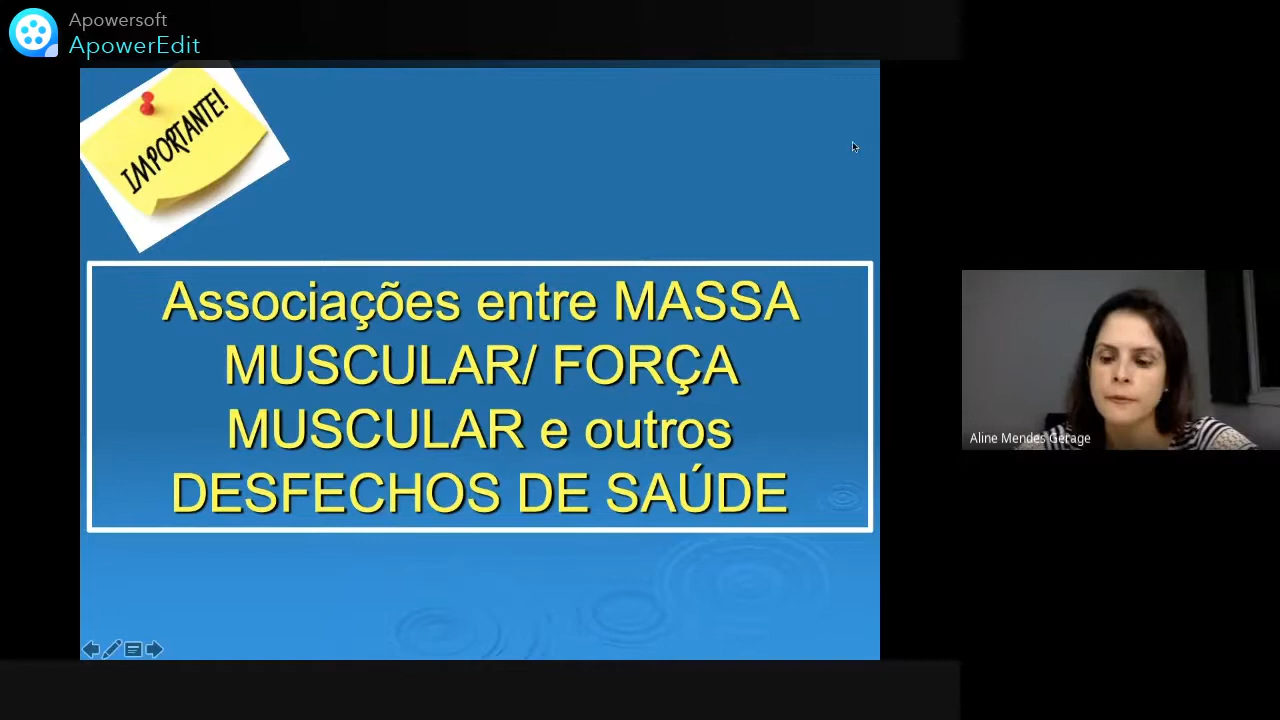 Apowersoft
ApowerEdit
IMPORTANTE!
Associações entre MASSA
MUSCULAR/ FORÇA
MUSCULAR e outros
DESFECHOS DE SAÚDE
Aline Mendes Gerage